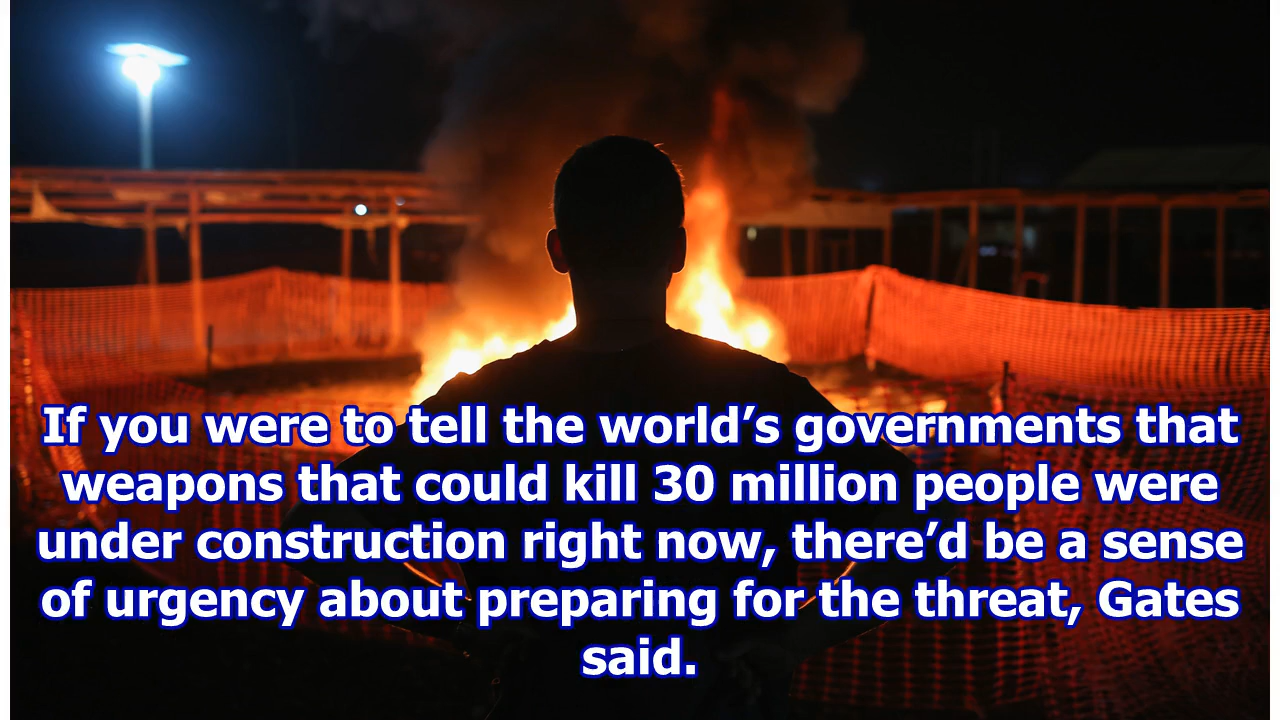 If you were to tell the world’s governments that
weapons that could kill 30 million people were
under construction right now, there’d be a sense
of urgency about preparing for the threat, Gates
said.